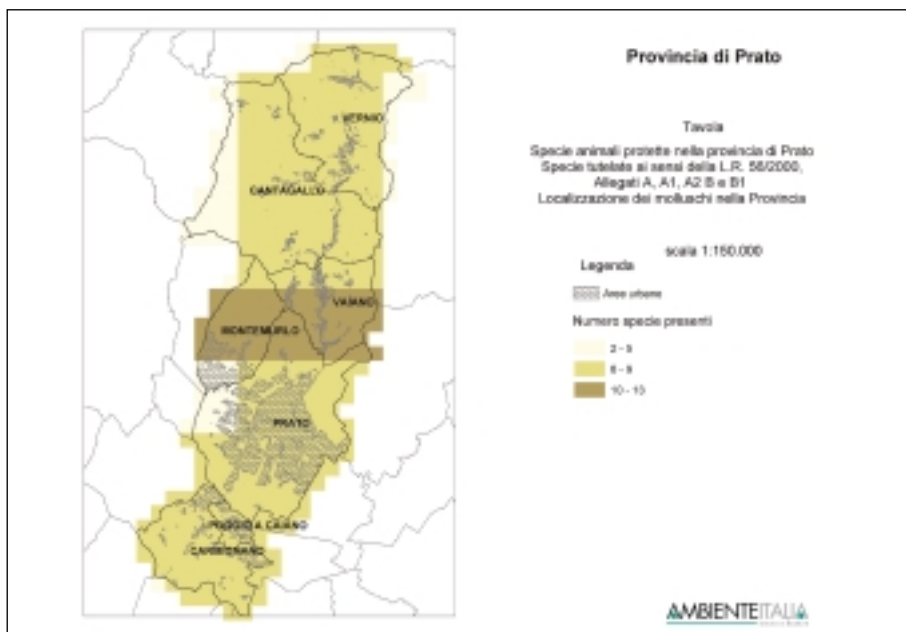 Provincia di Prato
Tavola
Specie animali protette nella provincia di Prato
Specie tutelate ai sensi della L.R. 56/2000,
Allegati A, A1, A2 B e B1
Localizzazione dei molluschi nella Provincia
scala 1:150.000
Legenda
Aree urbane
Numero specie presenti
2 - 5
6 - 9
10 - 13
VERNIO
CANTAGALLO
VAIANO
MONTEMURLO
PRATO
POGGIO A CAIANO
CARMIGNANO
AMBIENTEITALIA